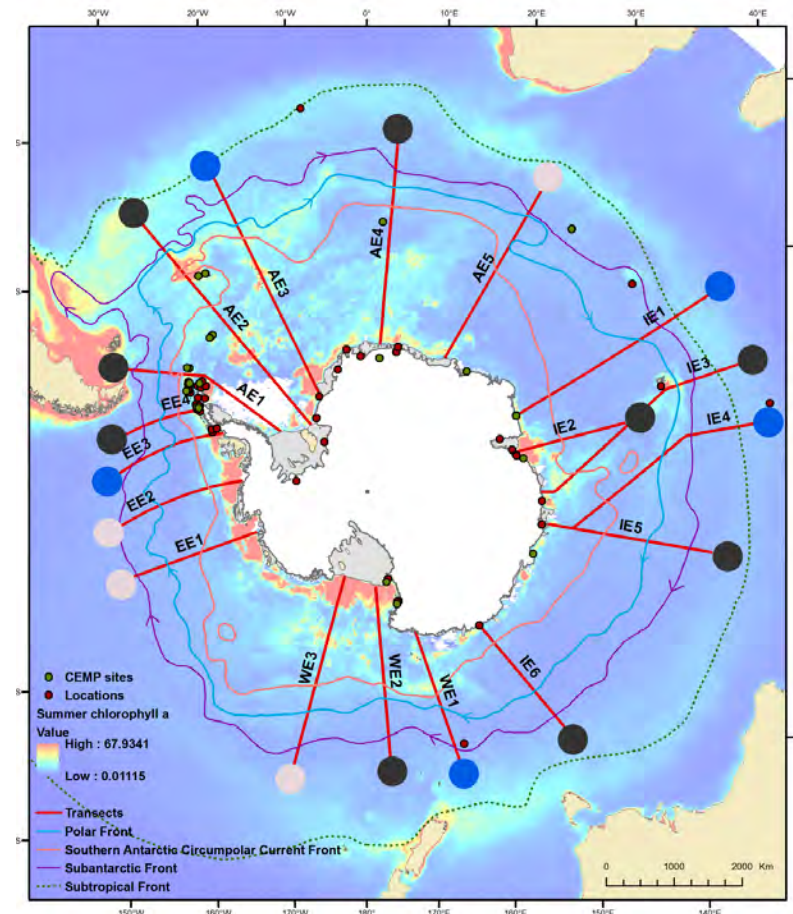 30°W 20°W 10°W 0° 10°E 20°E 30°E 40°E
S
S
S
S
AE4
AE5
AE3
AE2
IE1
IE3
AE1
EE4
IE4
IE2
EE3
EE2
EE1
IE5
WE3
WE2
WE1
IE6
CEMP sites
Locations
Summer chlorophyll a
Value
High : 67.9341
Low : 0.01115
Transects
Polar Front
Southern Antarctic Circumpolar Current Front
Subantarctic Front
Subtropical Front
0 1000 2000 Km
150°W 160°W 170°W 180° 170°E 160°E 150°E 140°E